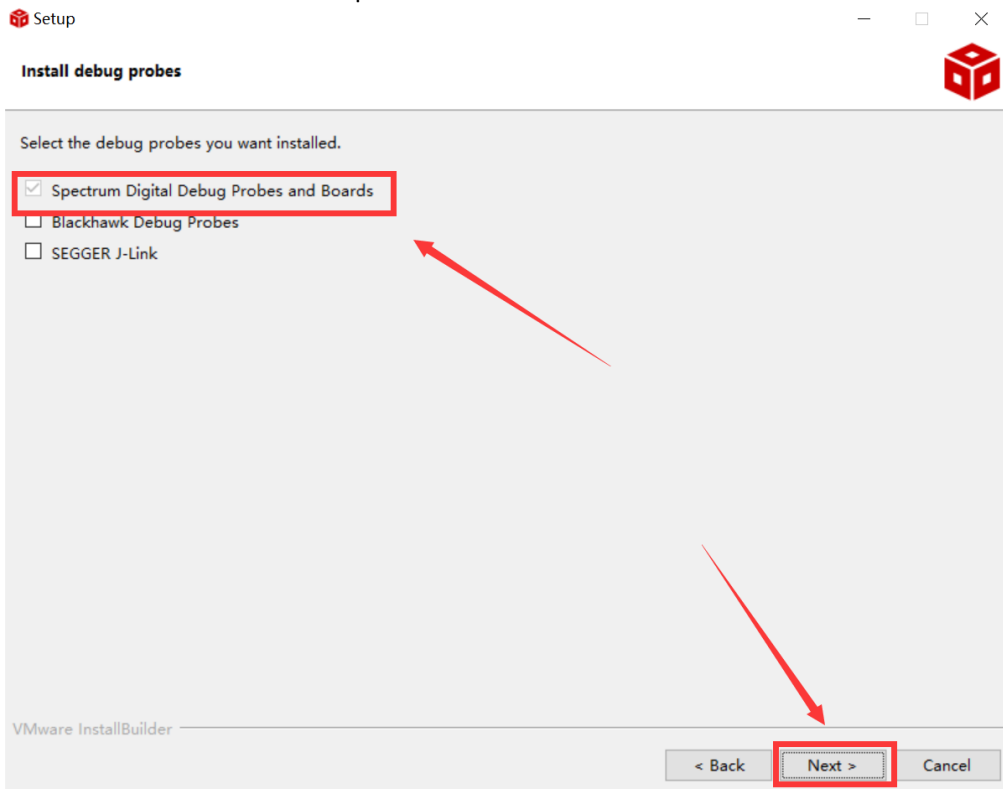 Setup
Install debug probes
Select the debug probes you want installed.
Spectrum Digital Debug Probes and Boards
Blackhawk Debug Probes
SEGGER J-Link
VMware InstallBuilder
< Back Next > Cancel